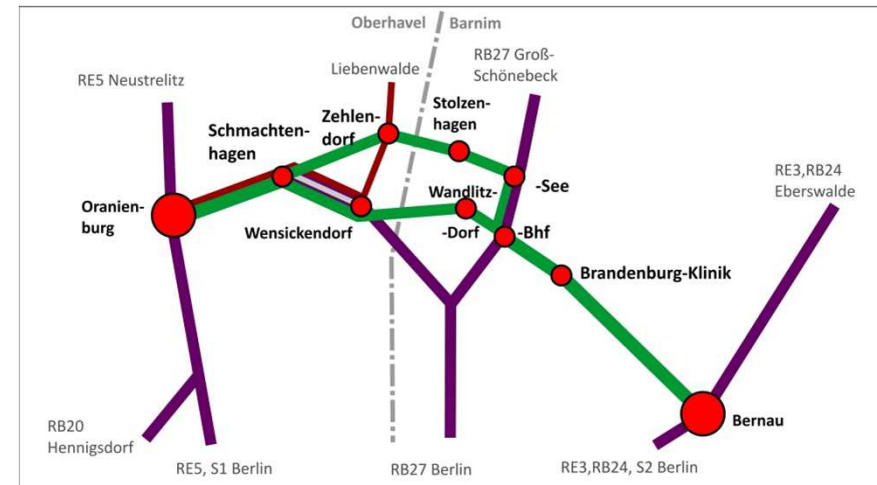 Oberhavel
Barnim
RE5 Neustrelitz
Liebenwalde
RB27 Groß-
Schönebeck
Zehlen-
dorf
Stolzen-
hagen
Schmachten-
hagen
RE3,RB24
Eberswalde
Oranien-
burg
Wandlitz-
-See
Wensickendorf
-Dorf
-Bhf
Brandenburg-Klinik
RB20
Hennigsdorf
Bernau
RE5, S1 Berlin
RB27 Berlin
RE3,RB24, S2 Berlin